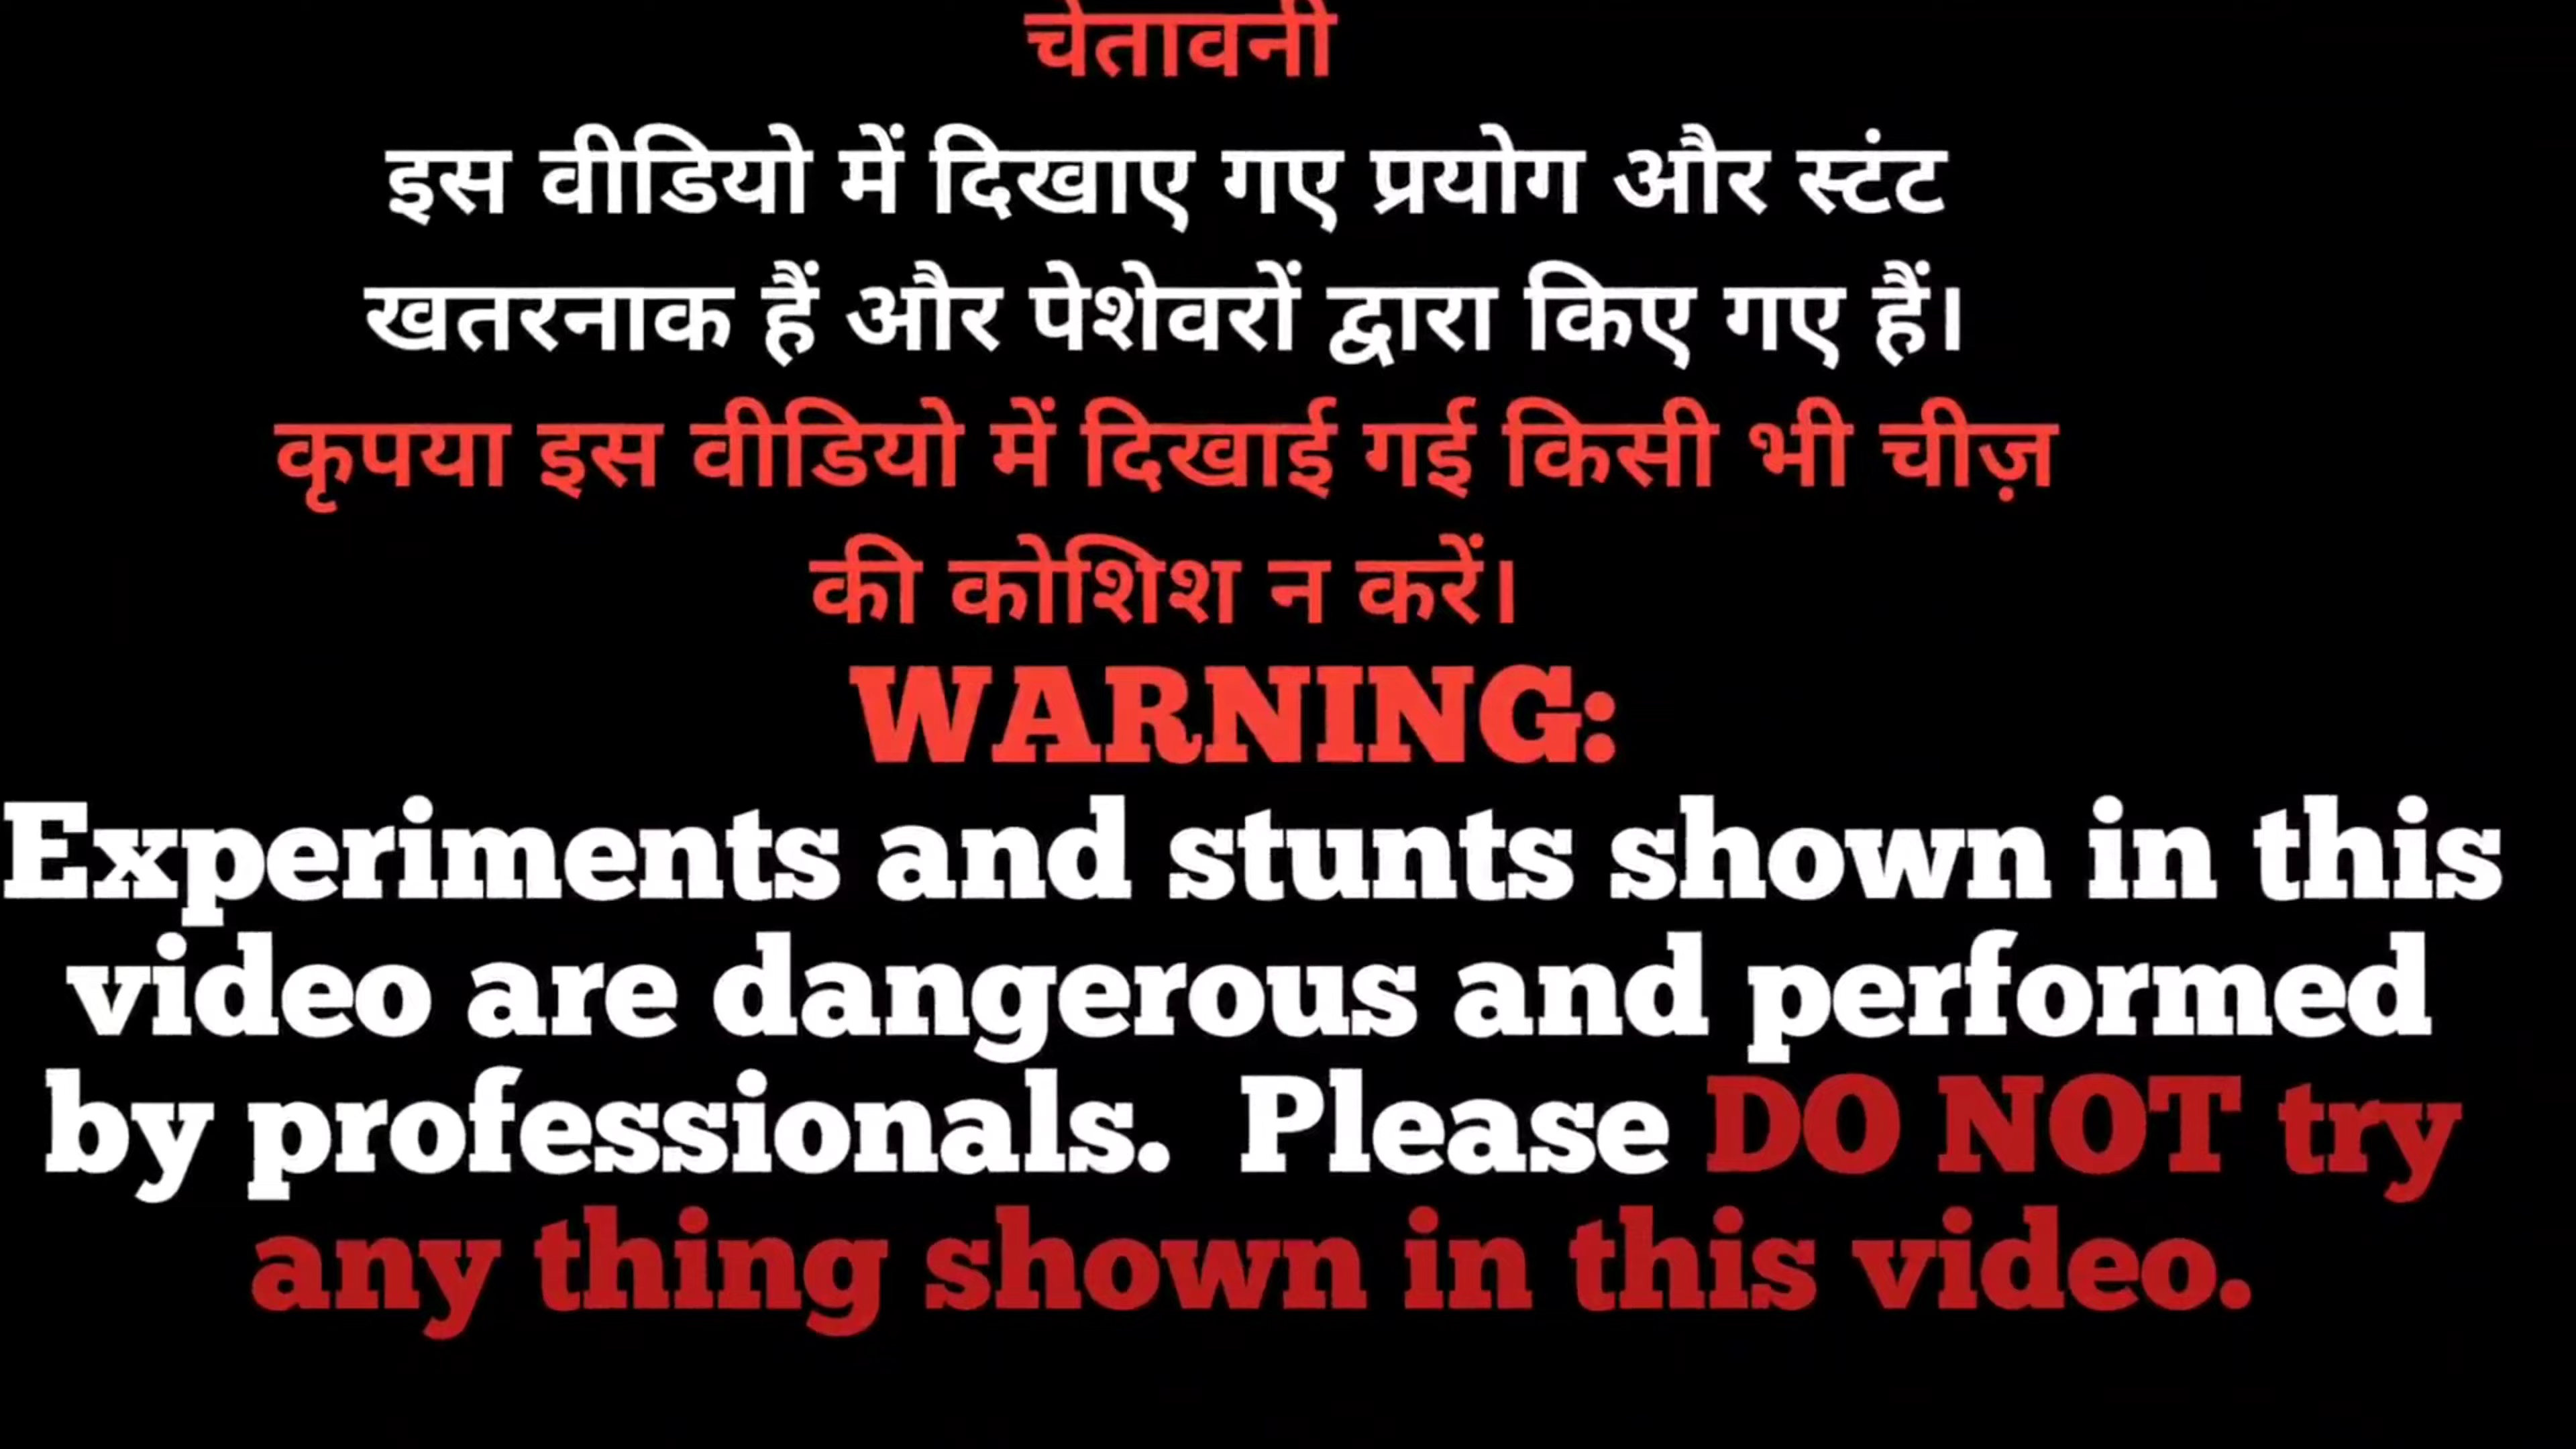 चेतावनी
इस वीडियो में दिखाए गए प्रयोग और स्टंट
खतरनाक हैं और पेशेवरों द्वारा किए गए हैं।
कृपया इस वीडियो में दिखाई गई किसी भी चीज़
की कोशिश न करें।
WARNING:
Experiments and stunts shown in this
video are dangerous and performed
by professionals. Please DO NOT try
any thing shown in this video.